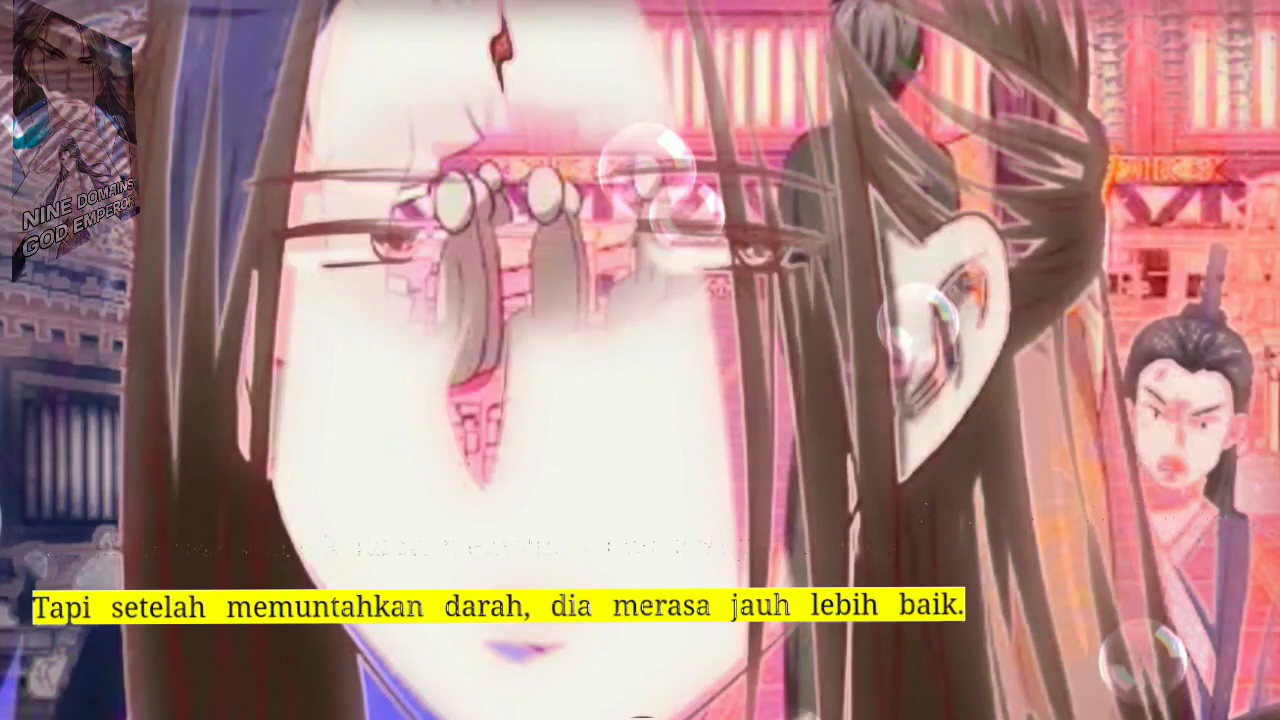 NINE DOMAINS
GOD EMPEROR
Tapi setelah memuntahkan darah, dia merasa jauh lebih baik.